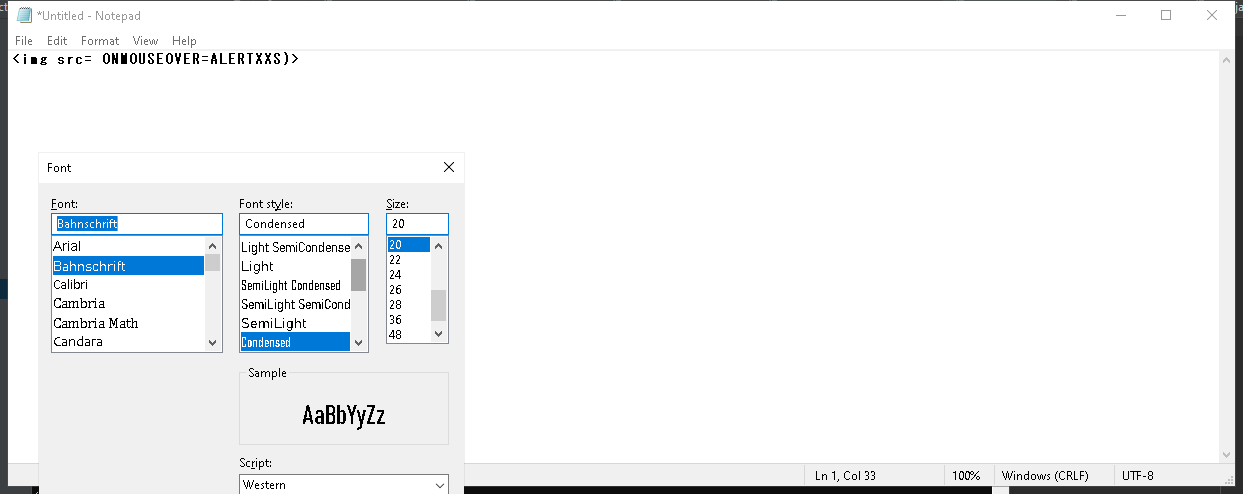 *Untitled - Notepad
File Edit Format View Help
<img src= ONMOUSEOVER=ALERTXXS)>
Font
Font: Font style: Size:
Bahnschrift Condensed 20
Arial Light SemiCondense 20
Bahnschrift Light 22
Calibri SemiLight Condensed 24
Cambria SemiLight SemiCond 26
Cambria Math SemiLight 28
Candara Condensed 36
48
Sample
AaBbYyZz
Script:
Western
Ln 1, Col 33 100% Windows (CRLF) UTF-8